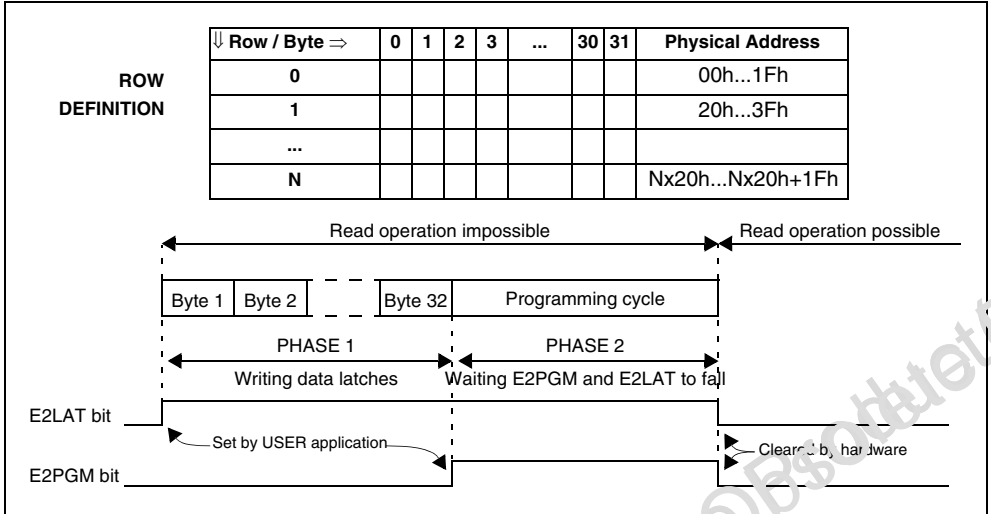 ⇓ Row / Byte ⇒ 0 1 2 3 ... 30 31 Physical Address
ROW DEFINITION
0 00h...1Fh
1 20h...3Fh
...
N Nx20h...Nx20h+1Fh
Read operation impossible Read operation possible
Byte 1 Byte 2 Byte 32 Programming cycle
PHASE 1 PHASE 2
Writing data latches Waiting E2PGM and E2LAT to fall
E2LAT bit
Set by USER application Cleared by hardware
E2PGM bit